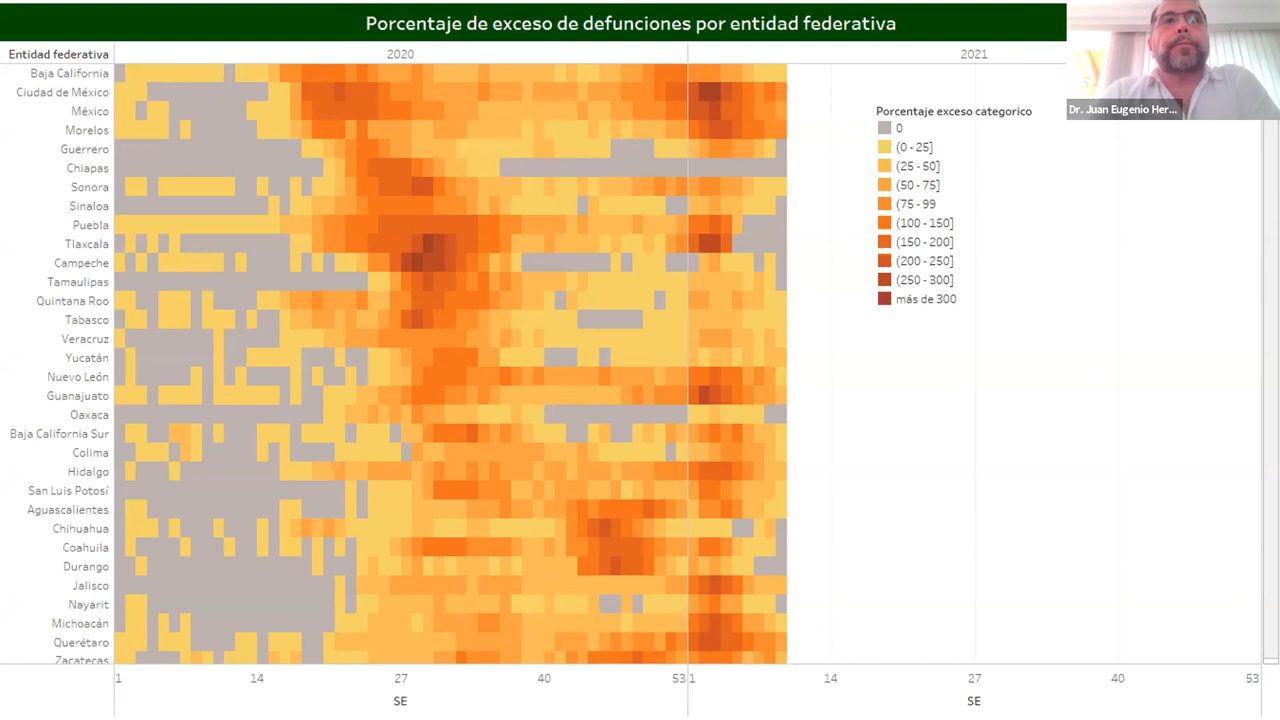 Porcentaje de exceso de defunciones por entidad federativa
Entidad federativa
2020
2021
Baja California
Ciudad de México
México
Morelos
Guerrero
Chiapas
Sonora
Sinaloa
Puebla
Tlaxcala
Campeche
Tamaulipas
Quintana Roo
Tabasco
Veracruz
Yucatán
Nuevo León
Guanajuato
Oaxaca
Baja California Sur
Colima
Hidalgo
San Luis Potosí
Aguascalientes
Chihuahua
Coahuila
Durango
Jalisco
Nayarit
Michoacán
Querétaro
Zacatecas
Dr. Juan Eugenio Her...
Porcentaje exceso categorico
0
(0 - 25]
(25 - 50]
(50 - 75]
(75 - 99
(100 - 150]
(150 - 200]
(200 - 250]
(250 - 300]
más de 300
1 14 27 40 53 1 14 27 40 53
SE SE